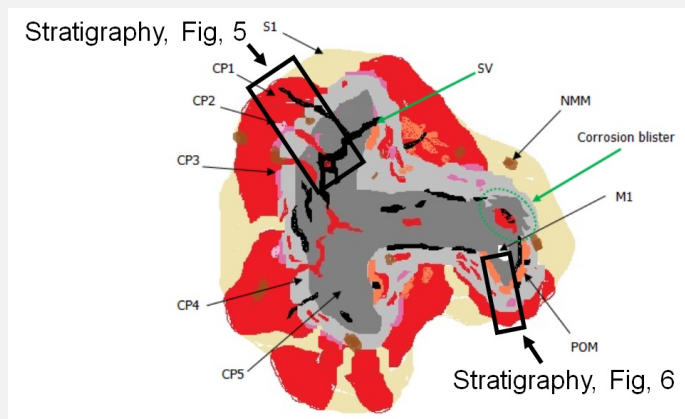 Stratigraphy, Fig, 5
S1
CP1
SV
CP2
NMM
Corrosion blister
CP3
M1
CP4
POM
CP5
Stratigraphy, Fig, 6